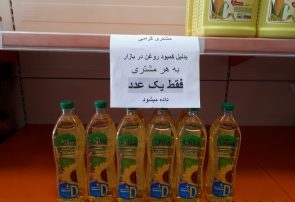 مشتری گرامی
بدلیل کمبود روغن در بازار
به هر مشتری
فقط یک عدد
داده میشود